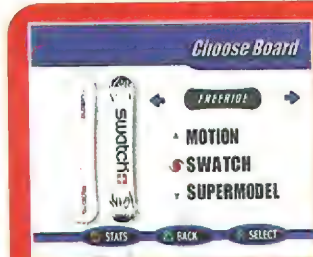 Choose Board
FREERIDE
MOTION
swatch
SWATCH
SUPERMODEL
STATS
BACK
SELECT